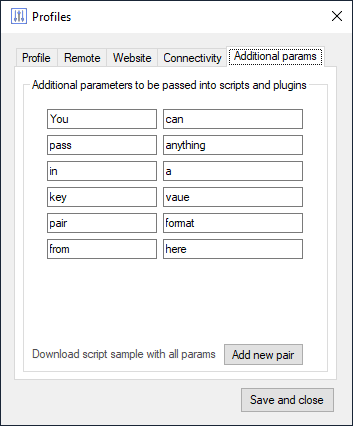 Profiles
Profile Remote Website Connectivity Additional params
Additional parameters to be passed into scripts and plugins
You can
pass anything
in a
key vaue
pair format
from here
Download script sample with all params Add new pair
Save and close